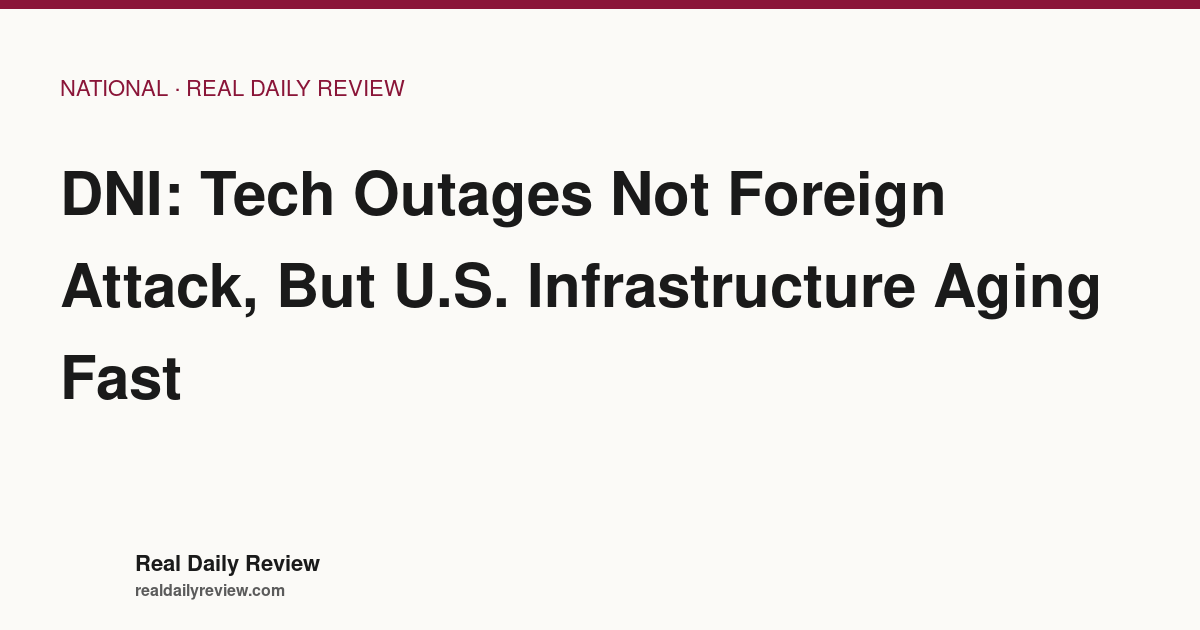 NATIONAL · REAL DAILY REVIEW
DNI: Tech Outages Not Foreign
Attack, But U.S. Infrastructure Aging
Fast
Real Daily Review
realdailyreview.com